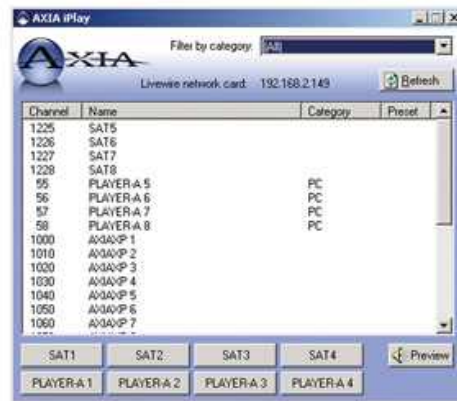 AXIA iPlay
AXIA
Filter by category: [All]
Livewire network card: 192.168.2.149 Refresh
Channel Name Category Preset
1225 SAT5
1226 SAT6
1227 SAT7
1228 SAT8
55 PLAYER-A 5 PC
56 PLAYER-A 6 PC
57 PLAYER-A 7 PC
58 PLAYER-A 8 PC
1000 AXIAXP 1
1010 AXIAXP 2
1020 AXIAXP 3
1030 AXIAXP 4
1040 AXIAXP 5
1050 AXIAXP 6
1060 AXIAXP 7
SAT1 SAT2 SAT3 SAT4 Preview
PLAYER-A 1 PLAYER-A 2 PLAYER-A 3 PLAYER-A 4